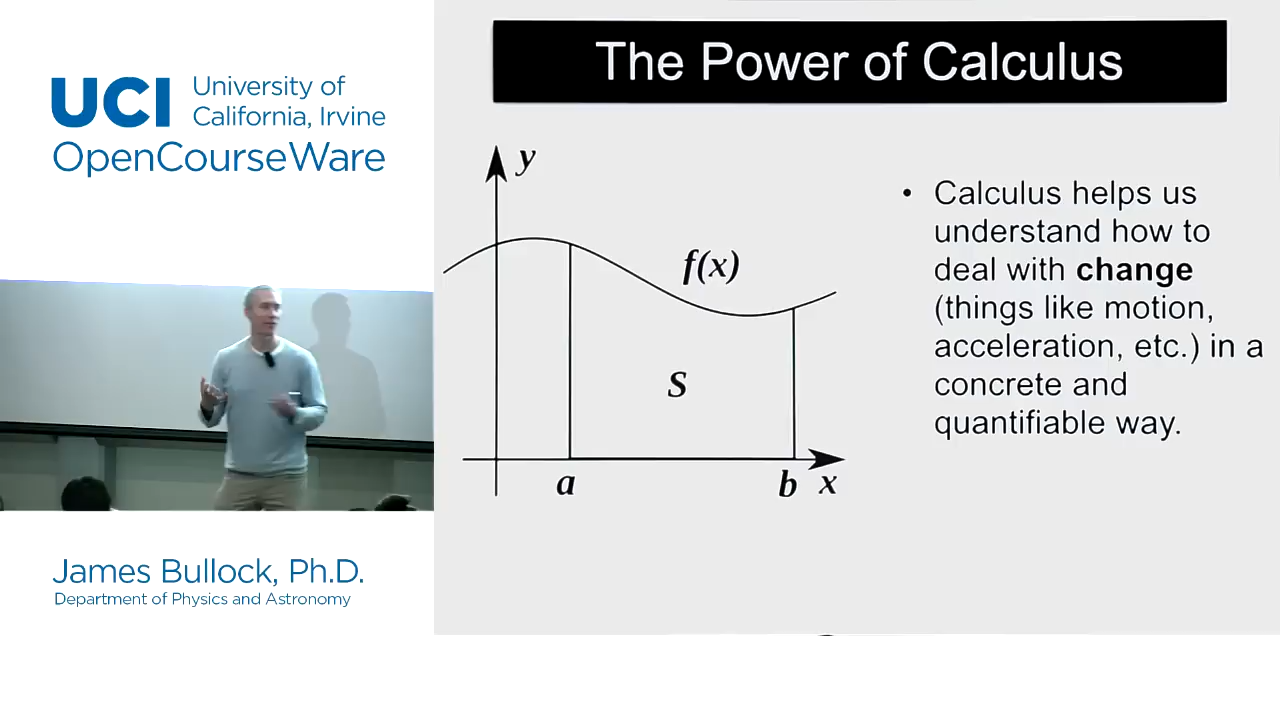 UCI University of
California, Irvine
OpenCourseWare
James Bullock, Ph.D.
Department of Physics and Astronomy
The Power of Calculus
y
f(x)
S
a
b
x
• Calculus helps us
understand how to
deal with change
(things like motion,
acceleration, etc.) in a
concrete and
quantifiable way.